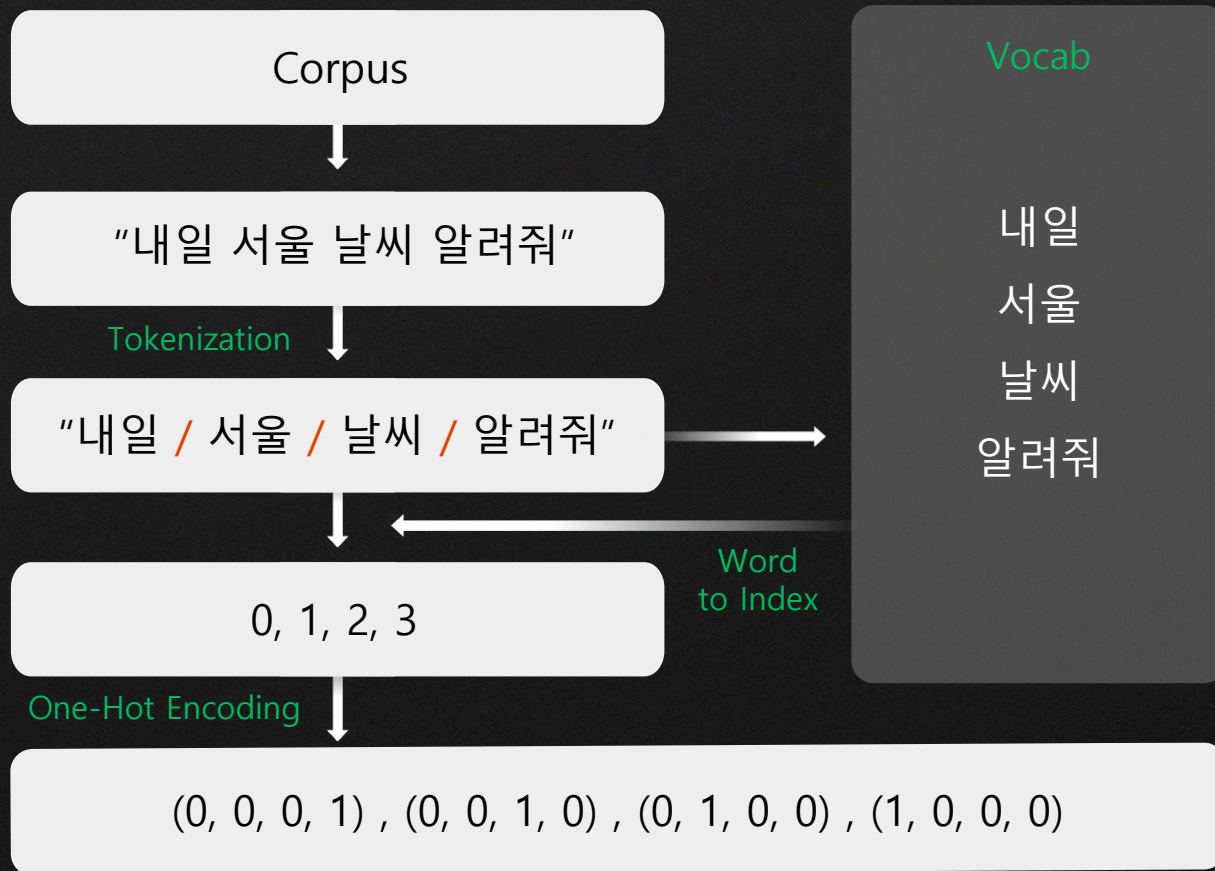 Corpus
Vocab
"내일 서울 날씨 알려줘"
Tokenization
"내일 / 서울 / 날씨 / 알려줘"
내일
서울
날씨
알려줘
Word
to Index
0, 1, 2, 3
One-Hot Encoding
(0, 0, 0, 1) , (0, 0, 1, 0) , (0, 1, 0, 0) , (1, 0, 0, 0)